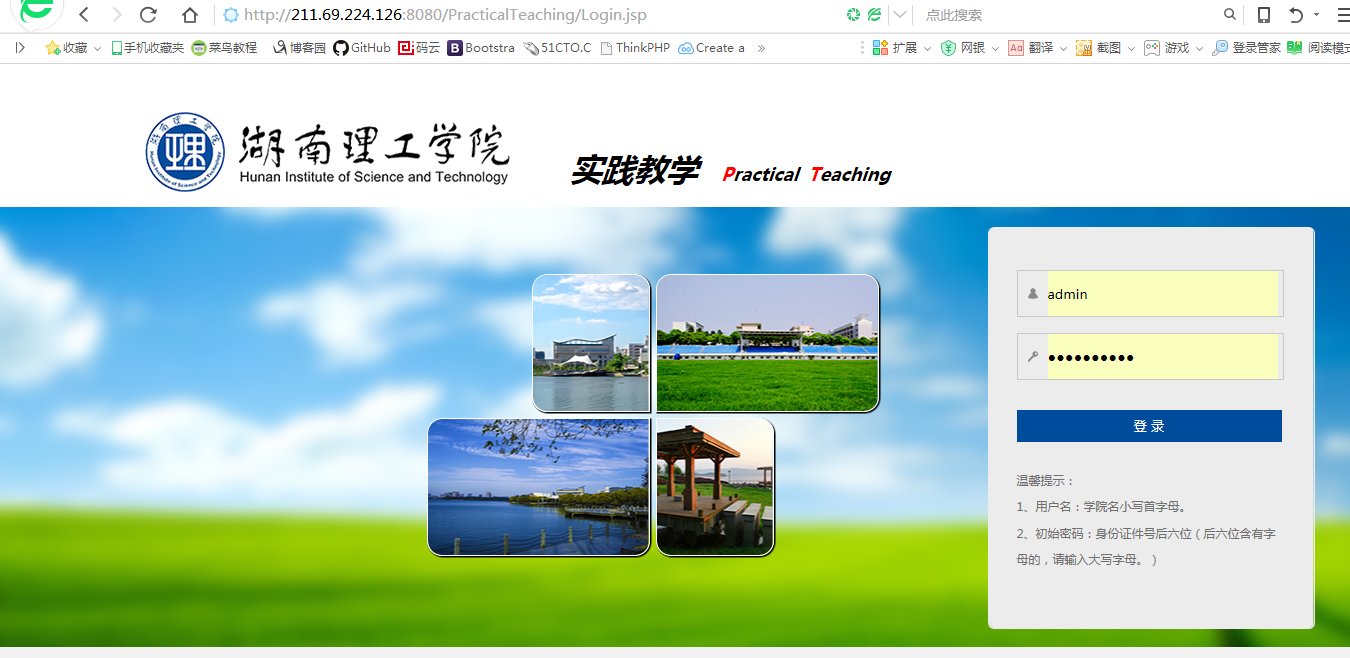 http://211.69.224.126:8080/PracticalTeaching/Login.jsp
点此搜索
收藏 手机收藏夹 菜鸟教程 博客园 GitHub 码云 Bootstra 51CTO.C ThinkPHP Create a » 扩展 网银 Aa 翻译 截图 游戏 登录管家 阅读模式
湖南理工学院
Hunan Institute of Science and Technology
实践教学 Practical Teaching
admin
登 录
温馨提示：
1、用户名：学院名小写首字母。
2、初始密码：身份证件号后六位（后六位含有字
母的，请输入大写字母。）